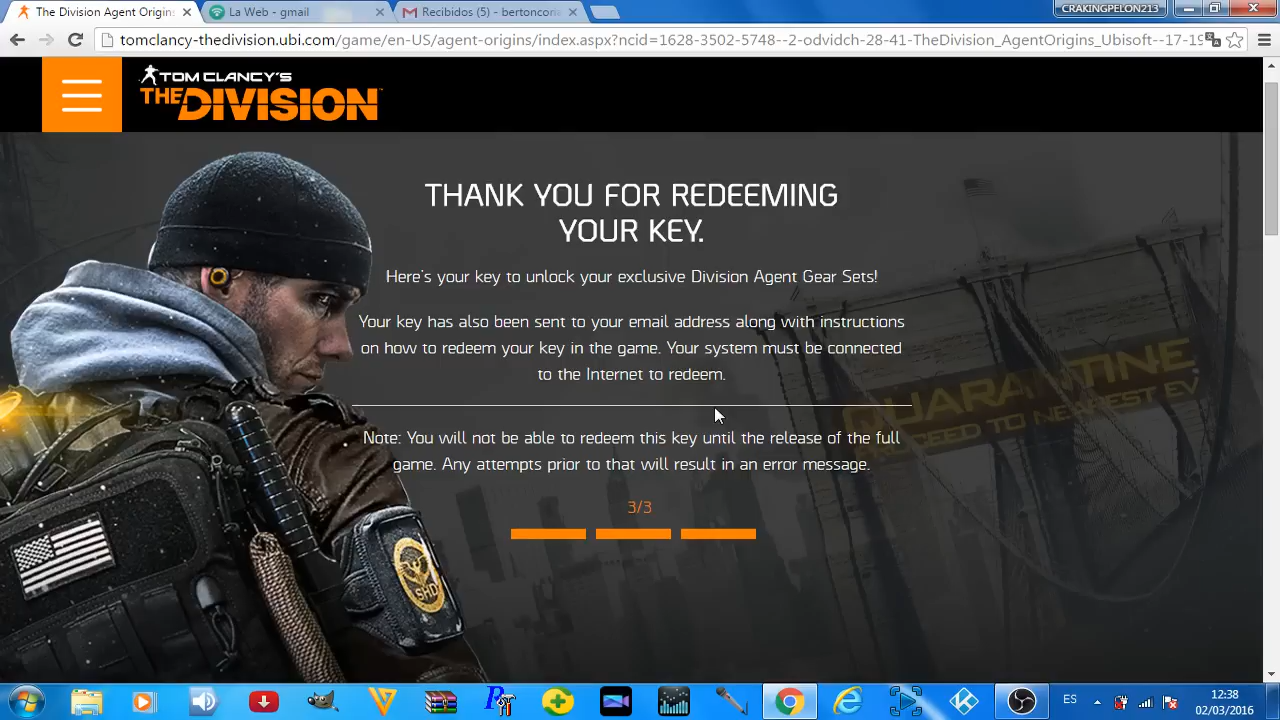 The Division Agent Origin
La Web - gmail
Recibidos (5) - bertoncoria
CRAKINGPELON213
tomclancy-thedivision.ubi.com/game/en-US/agent-origins/index.aspx?ncid=1628-3502-5748--2-odvidch-28-41-TheDivision_AgentOrigins_Ubisoft--17-19
TOM CLANCY'S
THE DIVISION
THANK YOU FOR REDEEMING
YOUR KEY.
Here's your key to unlock your exclusive Division Agent Gear Sets!
Your key has also been sent to your email address along with instructions
on how to redeem your key in the game. Your system must be connected
to the Internet to redeem.
QUARANTINE
PROCEED TO NEAREST EV
Note: You will not be able to redeem this key until the release of the full
game. Any attempts prior to that will result in an error message.
3/3
SHD
ES
12:38
02/03/2016